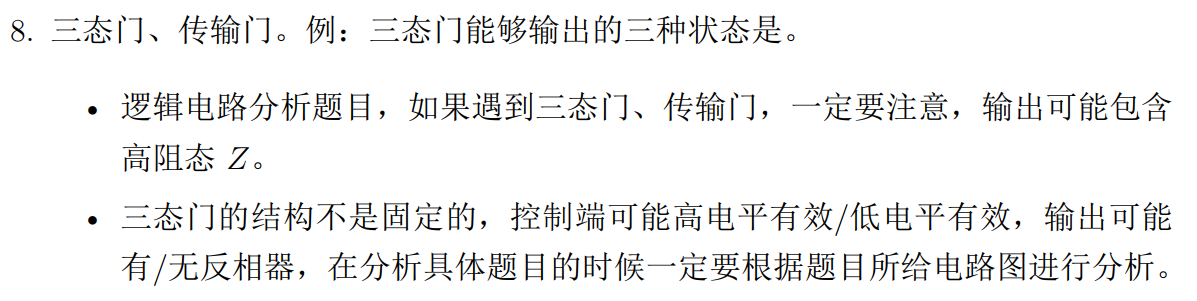 8. 三态门、传输门。例：三态门能够输出的三种状态是。
• 逻辑电路分析题目，如果遇到三态门、传输门，一定要注意，输出可能包含
高阻态 Z。
• 三态门的结构不是固定的，控制端可能高电平有效/低电平有效，输出可能
有/无反相器，在分析具体题目的时候一定要根据题目所给电路图进行分析。